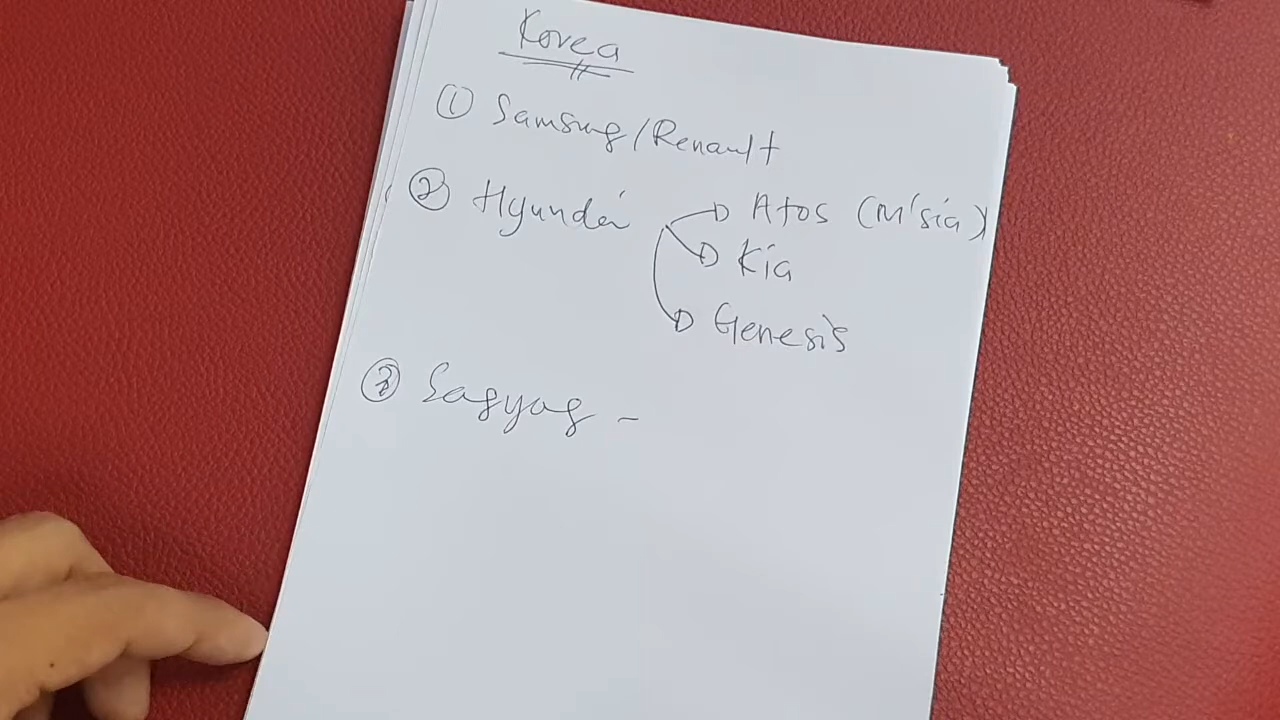 Korea
① Samsung/Renault
② Hyundai → Atos (M'sia)
→ Kia
→ Genesis
③ Sagyog -